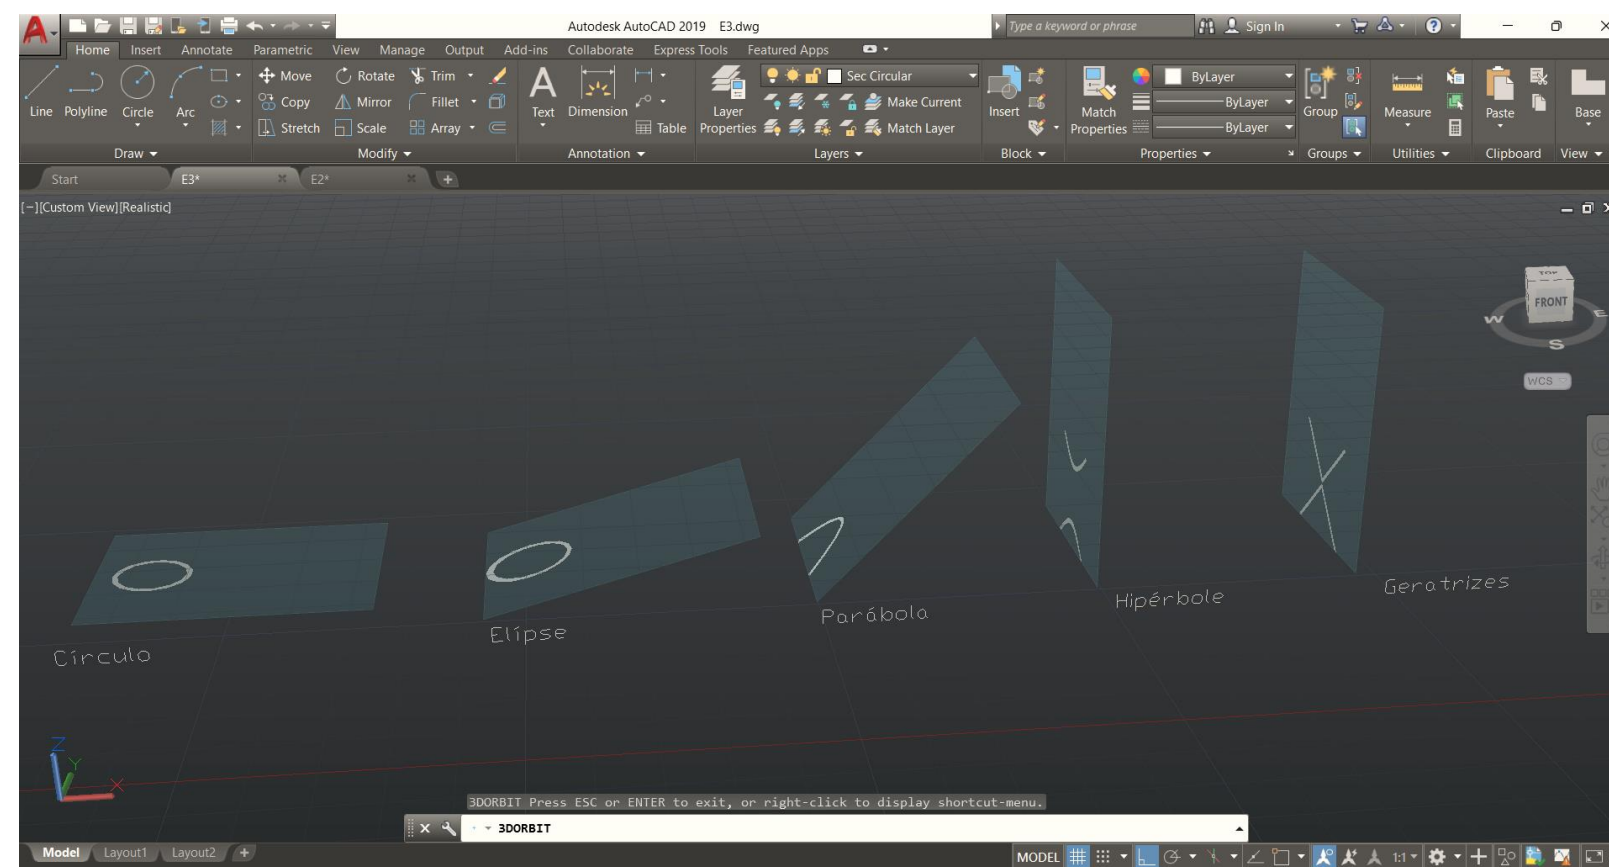 Autodesk AutoCAD 2019 E3.dwg
Type a keyword or phrase
Sign In
Home Insert Annotate Parametric View Manage Output Add-ins Collaborate Express Tools Featured Apps
Line Polyline Circle Arc
Move Rotate Trim
Copy Mirror Fillet
Stretch Scale Array
Text Dimension
Table
Layer Properties
Sec Circular
Make Current
Match Layer
Insert
Match Properties
ByLayer
ByLayer
ByLayer
Group
Measure
Paste
Base
Draw Modify Annotation Layers Block Properties Groups Utilities Clipboard View
Start E3* E2*
[−][Custom View][Realistic]
TOP
FRONT
W
E
S
WCS
Círculo
Elípse
Parábola
Hipérbole
Geratrizes
Z
Y
X
3DORBIT Press ESC or ENTER to exit, or right-click to display shortcut-menu.
3DORBIT
Model Layout1 Layout2
MODEL
1:1